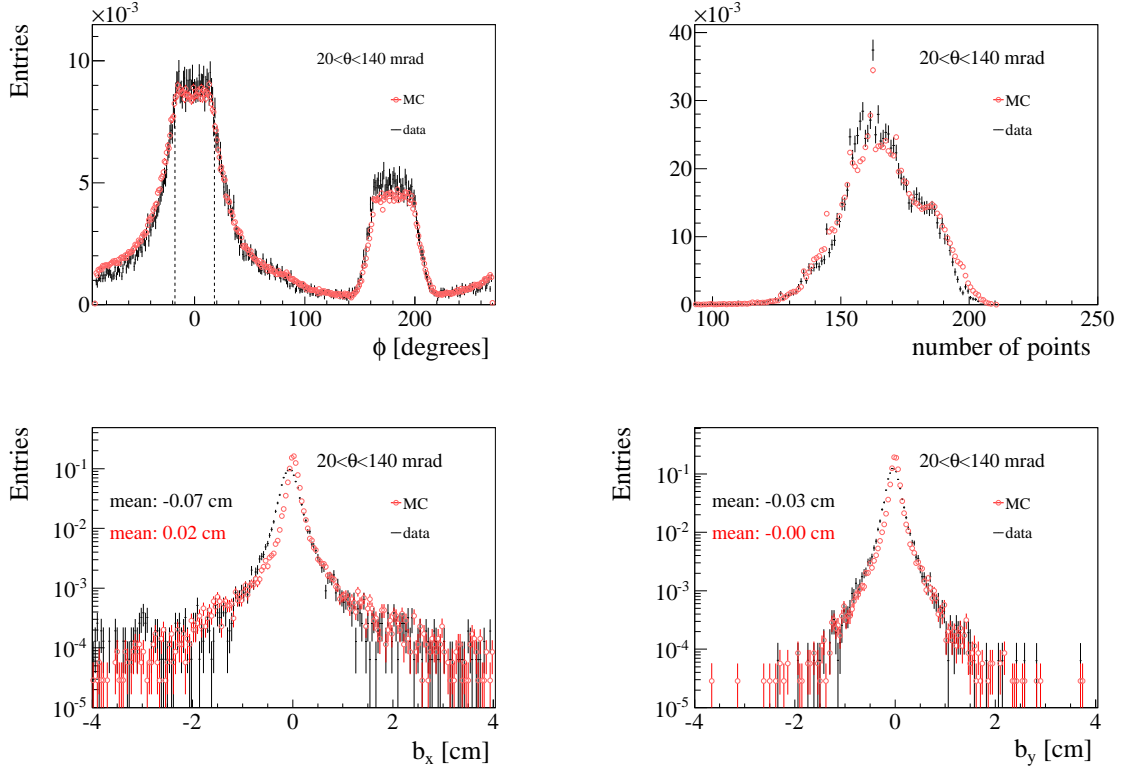 ×10⁻³
Entries
10
5
0
0
100
200
20<θ<140 mrad
MC
data
ϕ [degrees]
×10⁻³
Entries
40
30
20
10
0
100
150
200
250
20<θ<140 mrad
MC
data
number of points
Entries
10⁻¹
10⁻²
10⁻³
10⁻⁴
10⁻⁵
-4
-2
0
2
4
20<θ<140 mrad
mean: -0.07 cm
mean: 0.02 cm
MC
data
b_x [cm]
Entries
10⁻¹
10⁻²
10⁻³
10⁻⁴
10⁻⁵
-4
-2
0
2
4
20<θ<140 mrad
mean: -0.03 cm
mean: -0.00 cm
MC
data
b_y [cm]